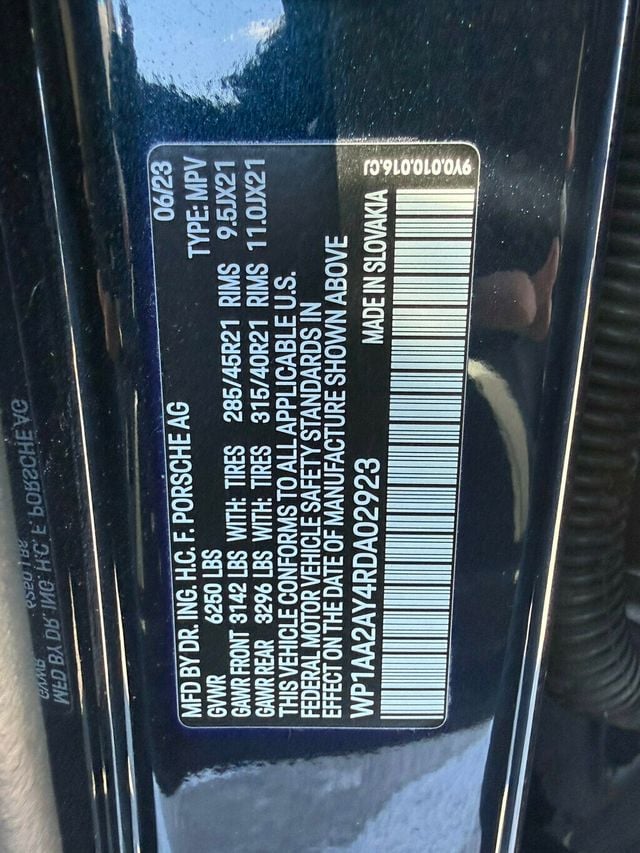 MFD BY DR. ING. H.C. F. PORSCHE AG 06/23
GVWR 6250 LBS TYPE: MPV
GAWR FRONT 3142 LBS WITH: TIRES 285/45R21 RIMS 9.5JX21
GAWR REAR 3296 LBS WITH: TIRES 315/40R21 RIMS 11.0JX21
THIS VEHICLE CONFORMS TO ALL APPLICABLE U.S.
FEDERAL MOTOR VEHICLE SAFETY STANDARDS IN
EFFECT ON THE DATE OF MANUFACTURE SHOWN ABOVE
WP1AA2AY4RDA02923 MADE IN SLOVAKIA
9Y0.010.016.CJ
MFD BY DR. ING. H.C. F. PORSCHE AG
GVWR 6250 LBS